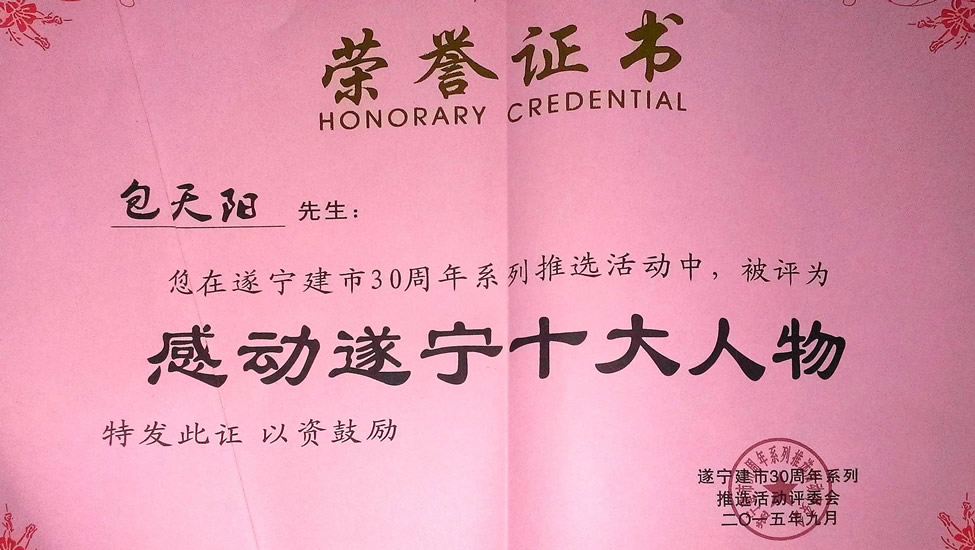 荣誉证书
HONORARY CREDENTIAL
包天阳 先生：
您在遂宁建市30周年系列推选活动中，被评为
感动遂宁十大人物
特发此证 以资鼓励
遂宁建市30周年系列
推选活动评委会
二〇一五年九月